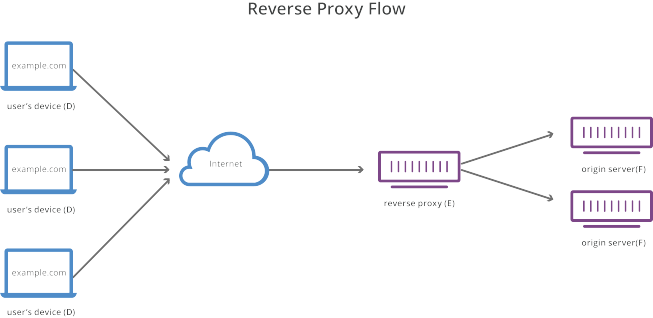 Reverse Proxy Flow
example.com
user's device (D)
example.com
user's device (D)
example.com
user's device (D)
Internet
reverse proxy (E)
origin server(F)
origin server(F)